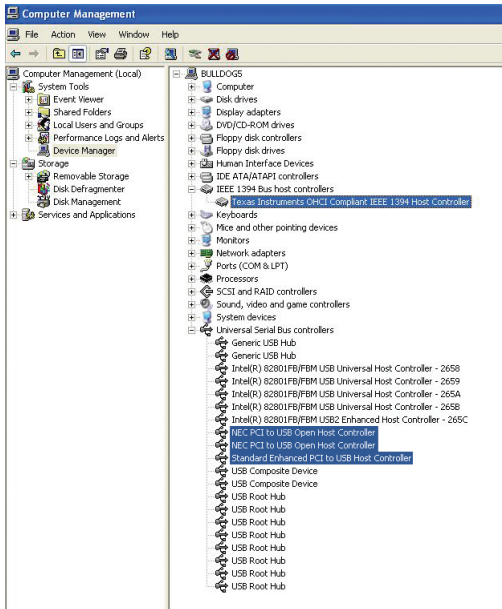 Computer Management
File Action View Window Help
Computer Management (Local)
System Tools
Event Viewer
Shared Folders
Local Users and Groups
Performance Logs and Alerts
Device Manager
Storage
Removable Storage
Disk Defragmenter
Disk Management
Services and Applications
BULLDOG5
Computer
Disk drives
Display adapters
DVD/CD-ROM drives
Floppy disk controllers
Floppy disk drives
Human Interface Devices
IDE ATA/ATAPI controllers
IEEE 1394 Bus host controllers
Texas Instruments OHCI Compliant IEEE 1394 Host Controller
Keyboards
Mice and other pointing devices
Monitors
Network adapters
Ports (COM & LPT)
Processors
SCSI and RAID controllers
Sound, video and game controllers
System devices
Universal Serial Bus controllers
Generic USB Hub
Generic USB Hub
Intel(R) 82801FB/FBM USB Universal Host Controller - 2658
Intel(R) 82801FB/FBM USB Universal Host Controller - 2659
Intel(R) 82801FB/FBM USB Universal Host Controller - 265A
Intel(R) 82801FB/FBM USB Universal Host Controller - 265B
Intel(R) 82801FB/FBM USB2 Enhanced Host Controller - 265C
NEC PCI to USB Open Host Controller
NEC PCI to USB Open Host Controller
Standard Enhanced PCI to USB Host Controller
USB Composite Device
USB Composite Device
USB Root Hub
USB Root Hub
USB Root Hub
USB Root Hub
USB Root Hub
USB Root Hub
USB Root Hub
USB Root Hub